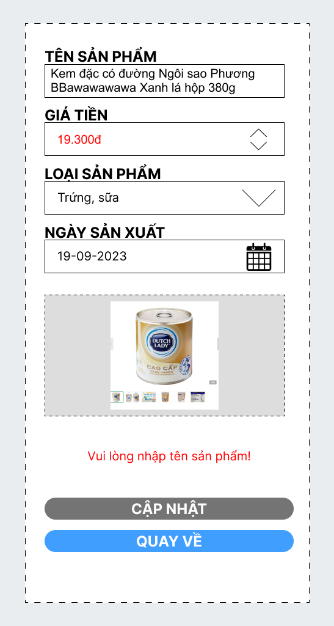 TÊN SẢN PHẨM
Kem đặc có đường Ngôi sao Phương
BBawawawawa Xanh lá hộp 380g
GIÁ TIỀN
19.300đ
LOẠI SẢN PHẨM
Trứng, sữa
NGÀY SẢN XUẤT
19-09-2023
DUTCH
LADY
CAO CẤP
Vui lòng nhập tên sản phẩm!
CẬP NHẬT
QUAY VỀ